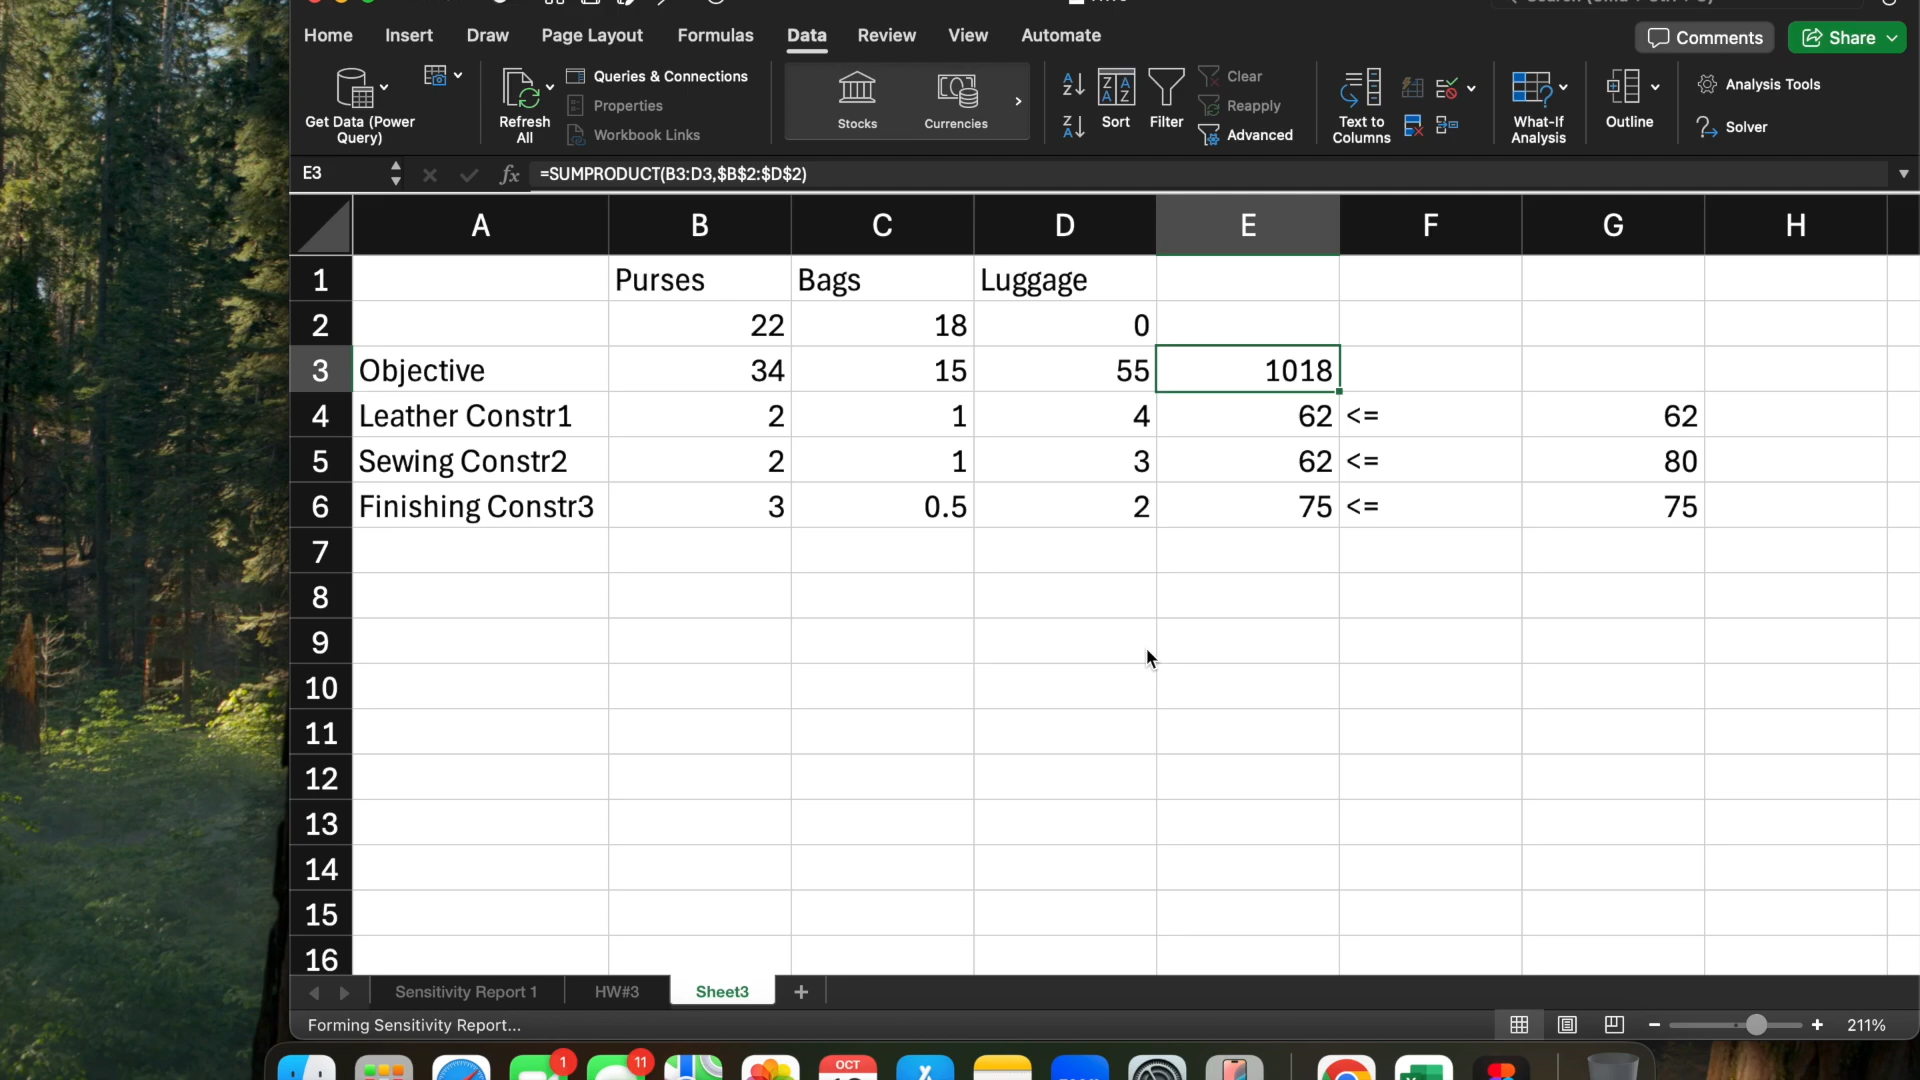 Home Insert Draw Page Layout Formulas Data Review View Automate Comments Share
Get Data (Power Query)
Refresh All
Queries & Connections
Properties
Workbook Links
Stocks
Currencies
Sort
Filter
Clear
Reapply
Advanced
Text to Columns
What-If Analysis
Outline
Analysis Tools
Solver
E3 fx =SUMPRODUCT(B3:D3,$B$2:$D$2)
A B C D E F G H
1 Purses Bags Luggage
2 22 18 0
3 Objective 34 15 55 1018
4 Leather Constr1 2 1 4 62 <= 62
5 Sewing Constr2 2 1 3 62 <= 80
6 Finishing Constr3 3 0.5 2 75 <= 75
7
8
9
10
11
12
13
14
15
16
Sensitivity Report 1 HW#3 Sheet3
Forming Sensitivity Report... 211%
1 11 OCT